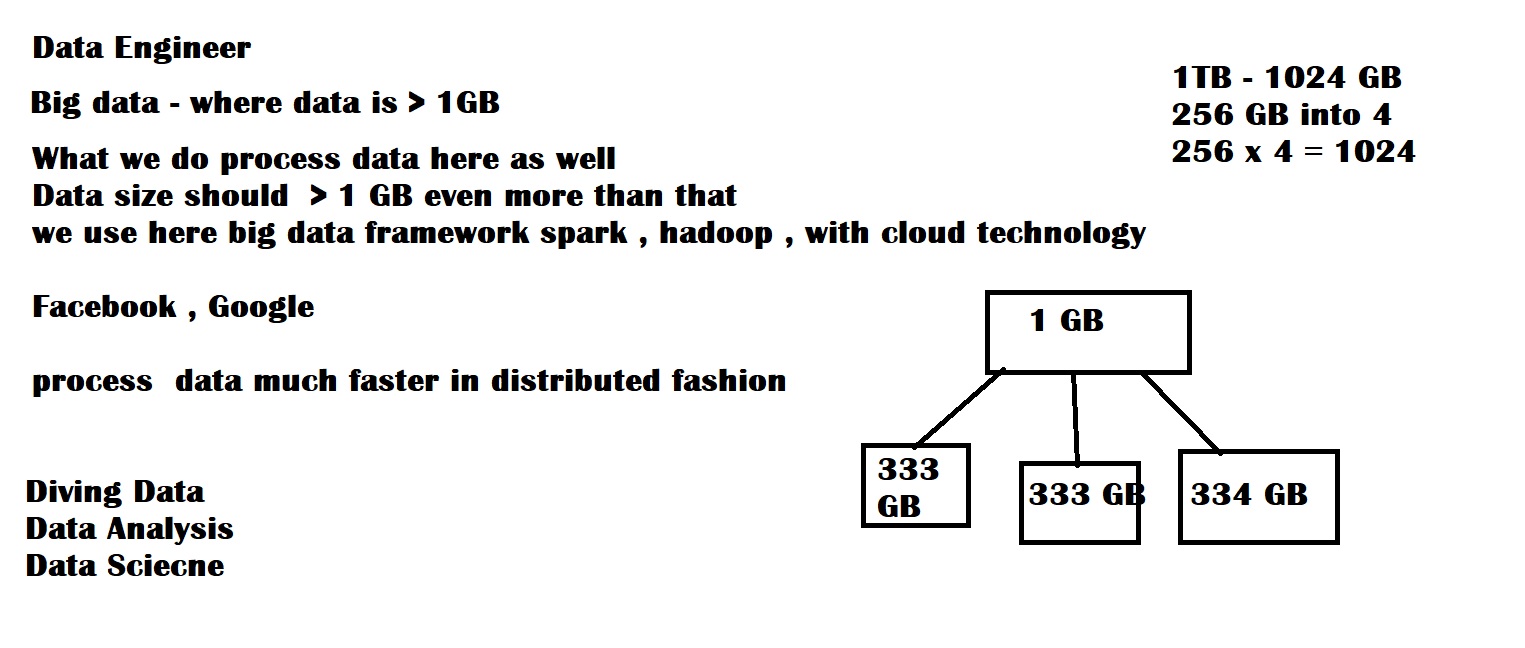 Data Engineer
Big data - where data is > 1GB
What we do process data here as well
Data size should  > 1 GB even more than that
we use here big data framework spark , hadoop , with cloud technology
Facebook , Google
process  data much faster in distributed fashion
Diving Data
Data Analysis
Data Sciecne
1TB - 1024 GB
256 GB into 4
256 x 4 = 1024
1 GB
333
GB
333 GB
334 GB